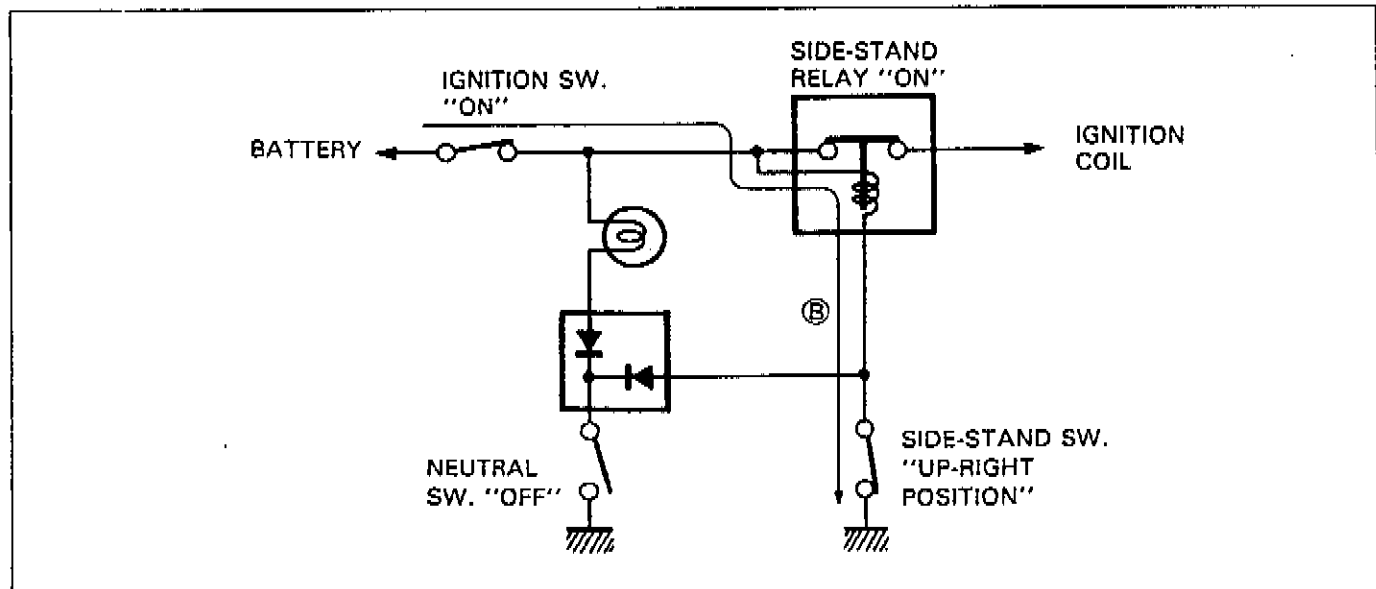 SIDE-STAND
RELAY "ON"
IGNITION SW.
"ON"
BATTERY
IGNITION
COIL
Ⓑ
NEUTRAL
SW. "OFF"
SIDE-STAND SW.
"UP-RIGHT
POSITION"